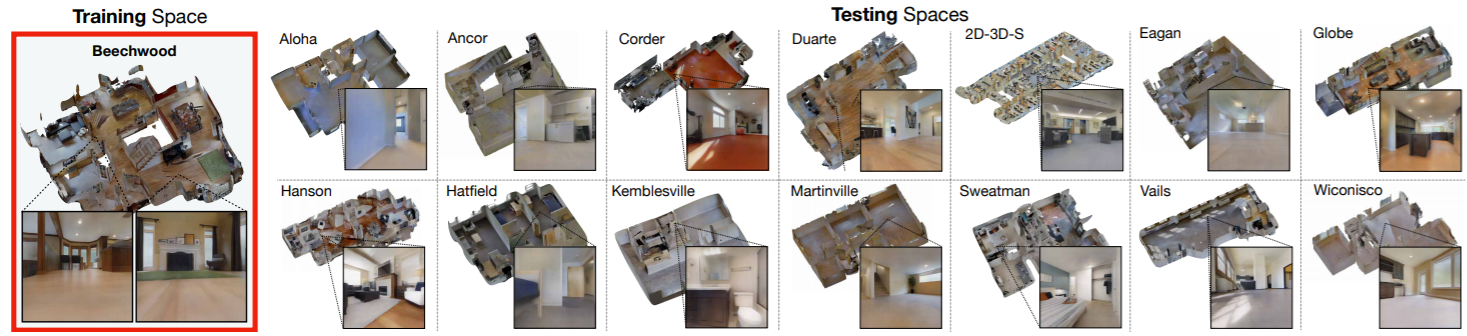 Training Space
Testing Spaces
Beechwood
Aloha
Ancor
Corder
Duarte
2D-3D-S
Eagan
Globe
Hanson
Hatfield
Kemblesville
Martinville
Sweatman
Vails
Wiconisco